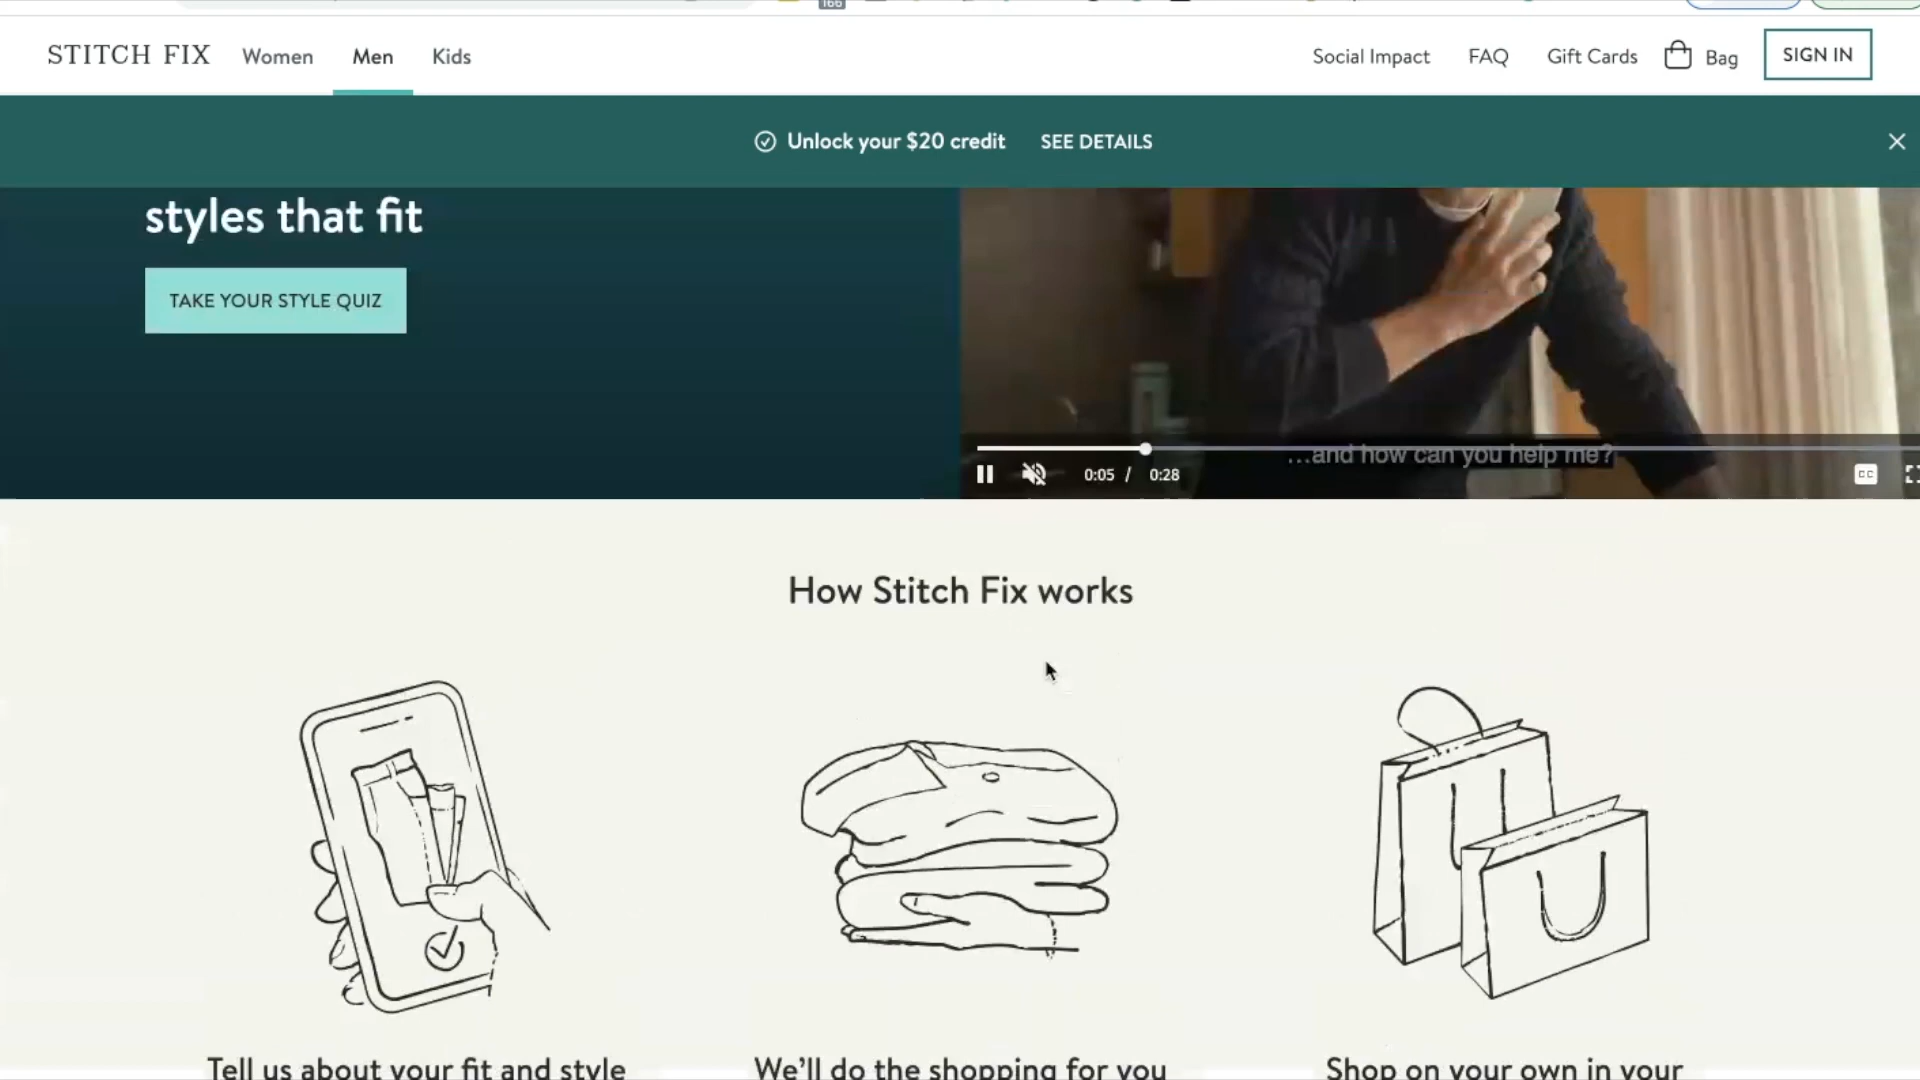 166
STITCH FIX
Women
Men
Kids
Social Impact
FAQ
Gift Cards
Bag
SIGN IN
Unlock your $20 credit
SEE DETAILS
styles that fit
TAKE YOUR STYLE QUIZ
...and how can you help me?
0:05 / 0:28
CC
How Stitch Fix works
Tell us about your fit and style
We'll do the shopping for you
Shop on your own in your